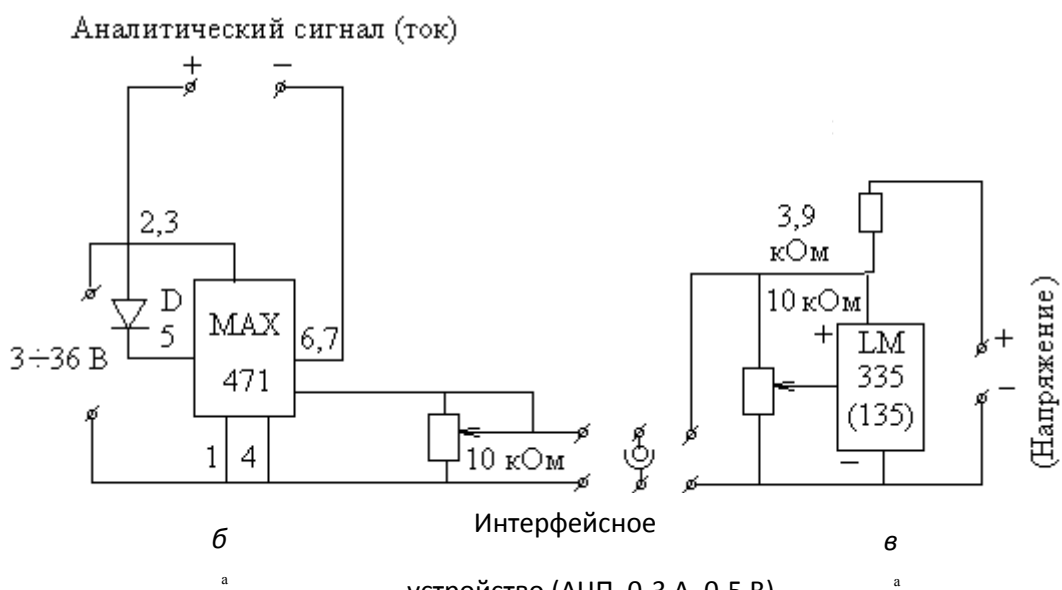 Аналитический сигнал (ток)
+ –
2,3
D
5
3÷36 В
MAX
471
6,7
1 4
10 кОм
3,9
кОм
10 кОм
+
LM
335
(135)
–
+
–
(Напряжение)
Интерфейсное
б
в
а
устройство (АЦП, 0-3 А, 0-5 В)
а